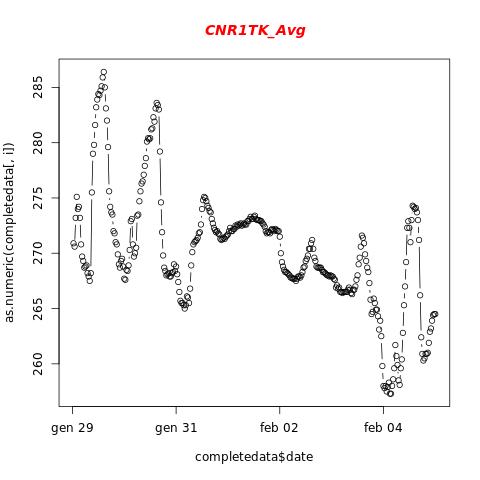 CNR1TK_Avg
as.numeric(completedata[, i])
285
280
275
270
265
260
gen 29
gen 31
feb 02
feb 04
completedata$date